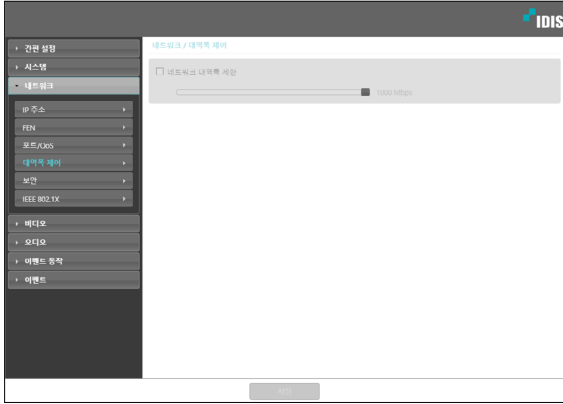 IDIS
간편 설정
시스템
네트워크
IP 주소
FEN
포트/QoS
대역폭 제어
보안
IEEE 802.1X
비디오
오디오
이벤트 동작
이벤트
네트워크 / 대역폭 제어
네트워크 대역폭 제한
1000 Mbps
저장